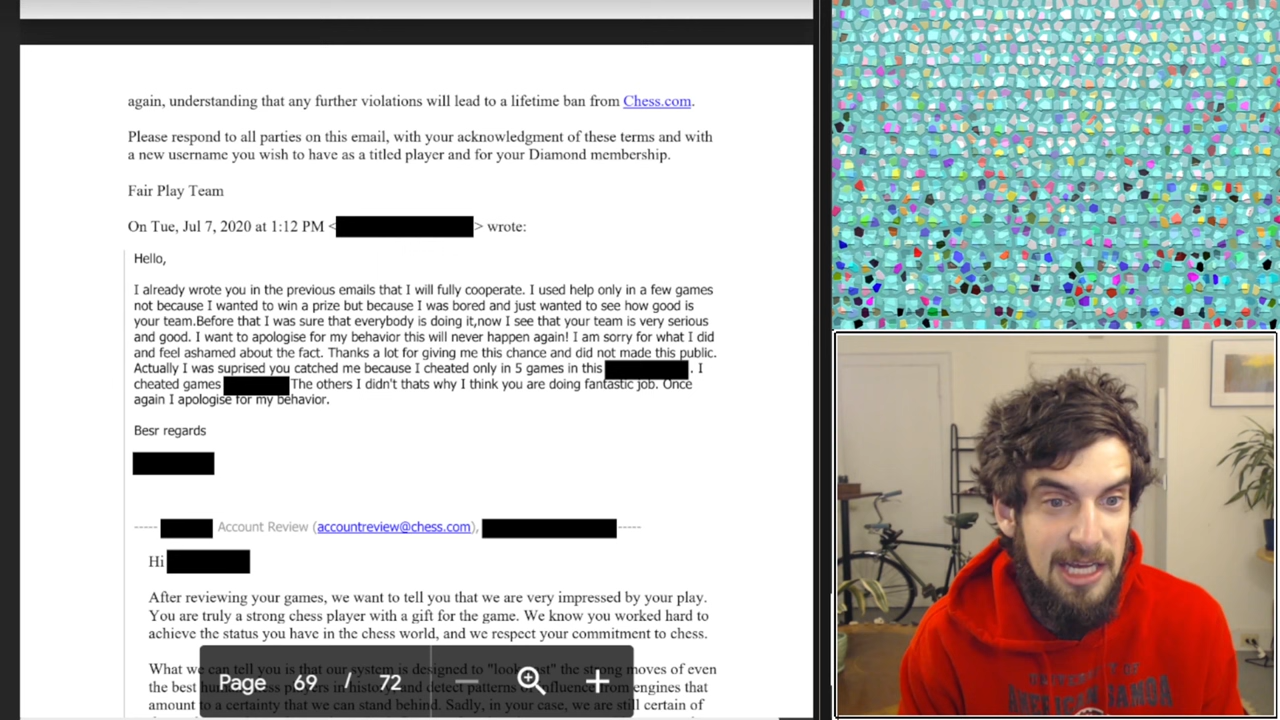 again, understanding that any further violations will lead to a lifetime ban from Chess.com.
Please respond to all parties on this email, with your acknowledgment of these terms and with
a new username you wish to have as a titled player and for your Diamond membership.
Fair Play Team
On Tue, Jul 7, 2020 at 1:12 PM < > wrote:
Hello,
I already wrote you in the previous emails that I will fully cooperate. I used help only in a few games
not because I wanted to win a prize but because I was bored and just wanted to see how good is
your team.Before that I was sure that everybody is doing it,now I see that your team is very serious
and good. I want to apologise for my behavior this will never happen again! I am sorry for what I did
and feel ashamed about the fact. Thanks a lot for giving me this chance and did not made this public.
Actually I was suprised you catched me because I cheated only in 5 games in this . I
cheated games The others I didn't thats why I think you are doing fantastic job. Once
again I apologise for my behavior.
Besr regards
----- Account Review (accountreview@chess.com), -----
Hi
After reviewing your games, we want to tell you that we are very impressed by your play.
You are truly a strong chess player with a gift for the game. We know you worked hard to
achieve the status you have in the chess world, and we respect your commitment to chess.
What we can tell you is that our system is designed to "look past" the strong moves of even
the best human chess players in history, and detect patterns of influence from engines that
amount to a certainty that we can stand behind. Sadly, in your case, we are still certain of
Page 69 / 72
UNIVERSITY OF
AMERICAN SAMOA